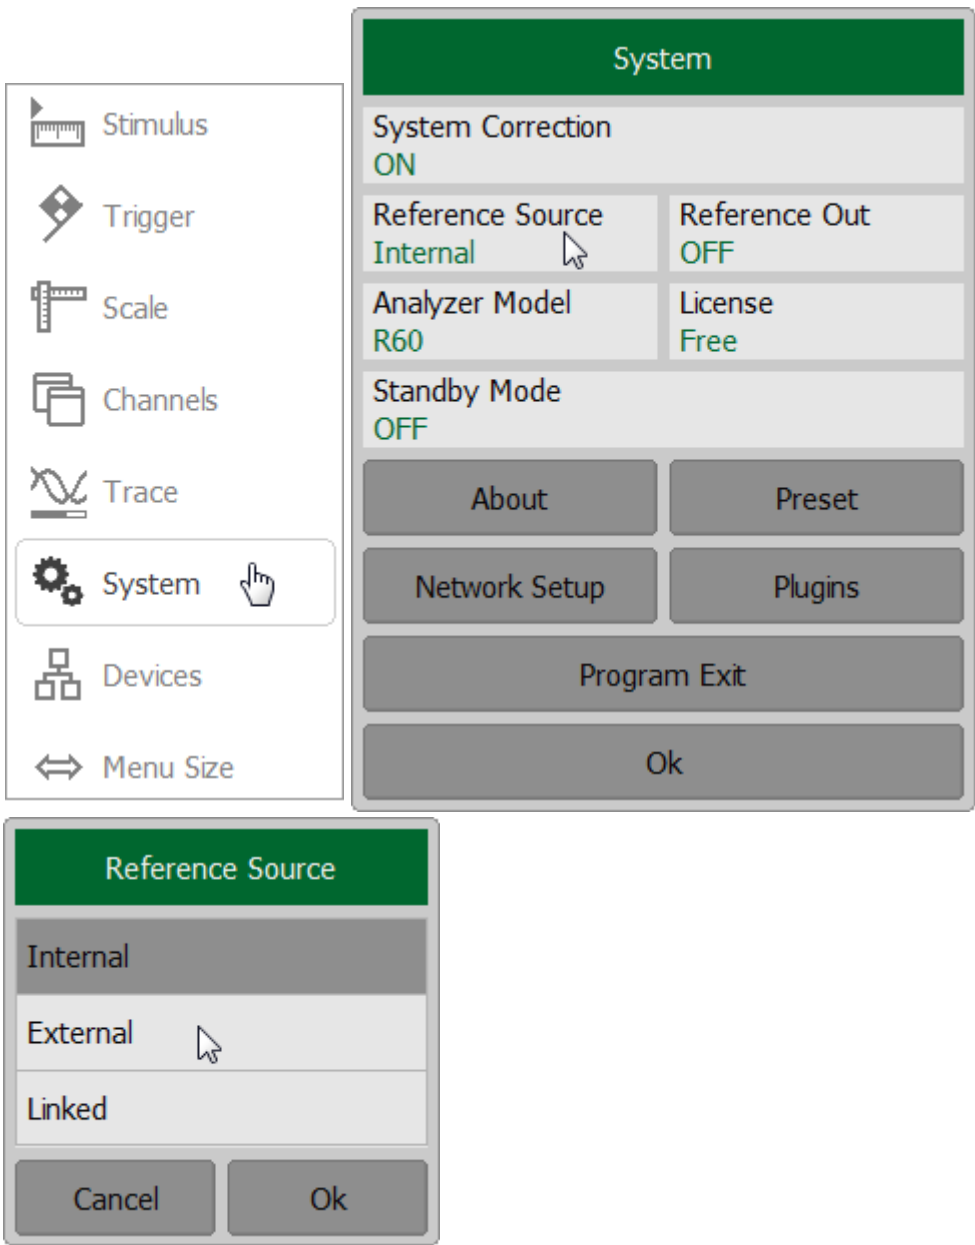 Stimulus
Trigger
Scale
Channels
Trace
System
Devices
Menu Size
System
System Correction
ON
Reference Source
Internal
Reference Out
OFF
Analyzer Model
R60
License
Free
Standby Mode
OFF
About
Preset
Network Setup
Plugins
Program Exit
Ok
Reference Source
Internal
External
Linked
Cancel
Ok